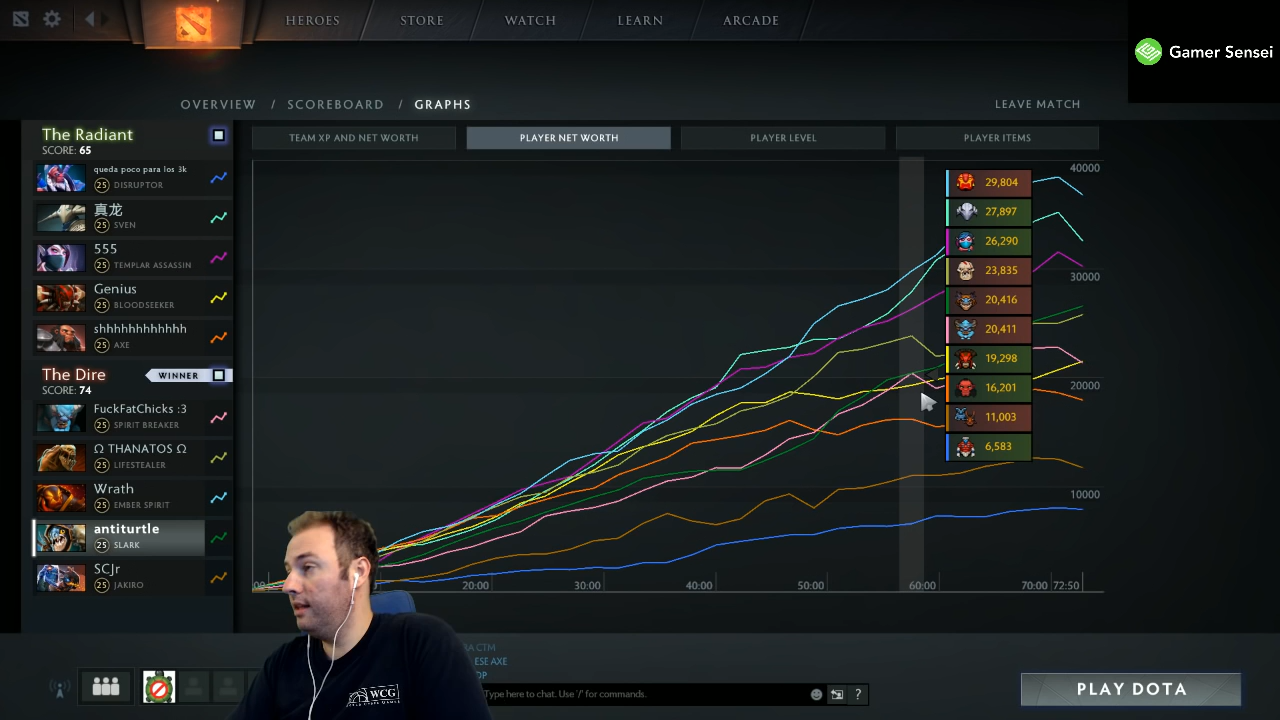 HEROES
STORE
WATCH
LEARN
ARCADE
Gamer Sensei
OVERVIEW / SCOREBOARD / GRAPHS
LEAVE MATCH
The Radiant
SCORE: 65
queda poco para los 3k
25 DISRUPTOR
真龙
25 SVEN
555
25 TEMPLAR ASSASSIN
Genius
25 BLOODSEEKER
shhhhhhhhhhhh
25 AXE
The Dire
WINNER
SCORE: 74
FuckFatChicks :3
25 SPIRIT BREAKER
Ω THANATOS Ω
25 LIFESTEALER
Wrath
25 EMBER SPIRIT
antiturtle
25 SLARK
SCJr
25 JAKIRO
TEAM XP AND NET WORTH
PLAYER NET WORTH
PLAYER LEVEL
PLAYER ITEMS
29,804
27,897
26,290
23,835
20,416
20,411
19,298
16,201
11,003
6,583
40000
30000
20000
10000
20:00
30:00
40:00
50:00
60:00
70:00
72:50
CTM
ESE AXE
Type here to chat. Use '/' for commands.
?
WCG
PLAY DOTA